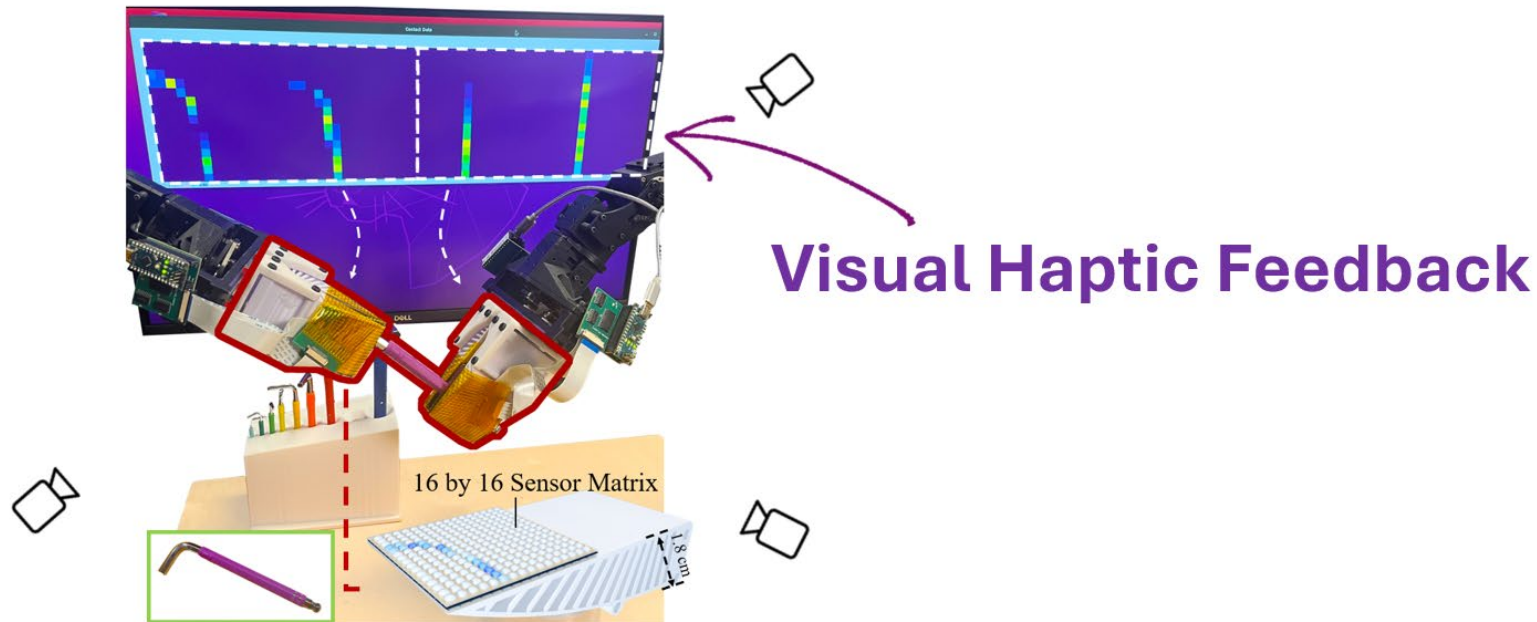 Contact Data
DELL
Visual Haptic Feedback
16 by 16 Sensor Matrix
1.8 cm